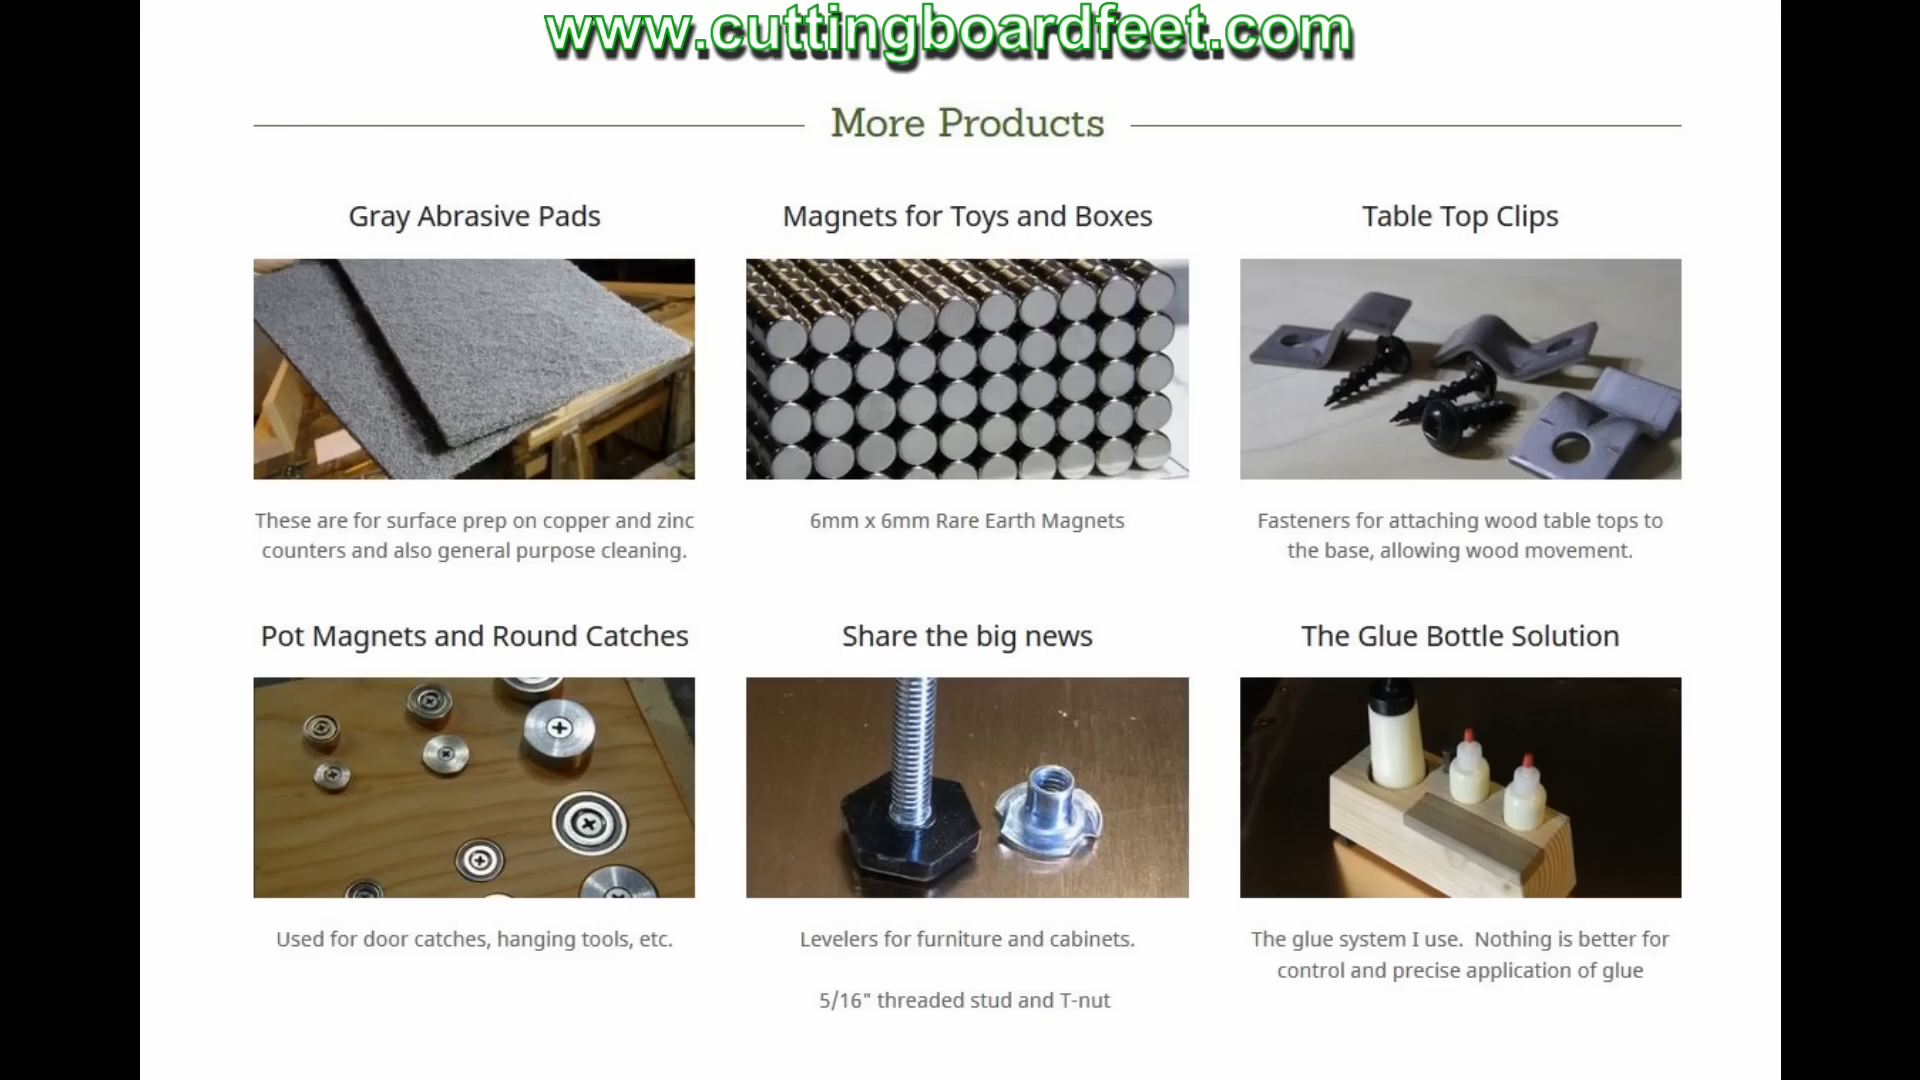 www.cuttingboardfeet.com
More Products
Gray Abrasive Pads
Magnets for Toys and Boxes
Table Top Clips
These are for surface prep on copper and zinc
counters and also general purpose cleaning.
6mm x 6mm Rare Earth Magnets
Fasteners for attaching wood table tops to
the base, allowing wood movement.
Pot Magnets and Round Catches
Share the big news
The Glue Bottle Solution
Used for door catches, hanging tools, etc.
Levelers for furniture and cabinets.
5/16" threaded stud and T-nut
The glue system I use.  Nothing is better for
control and precise application of glue